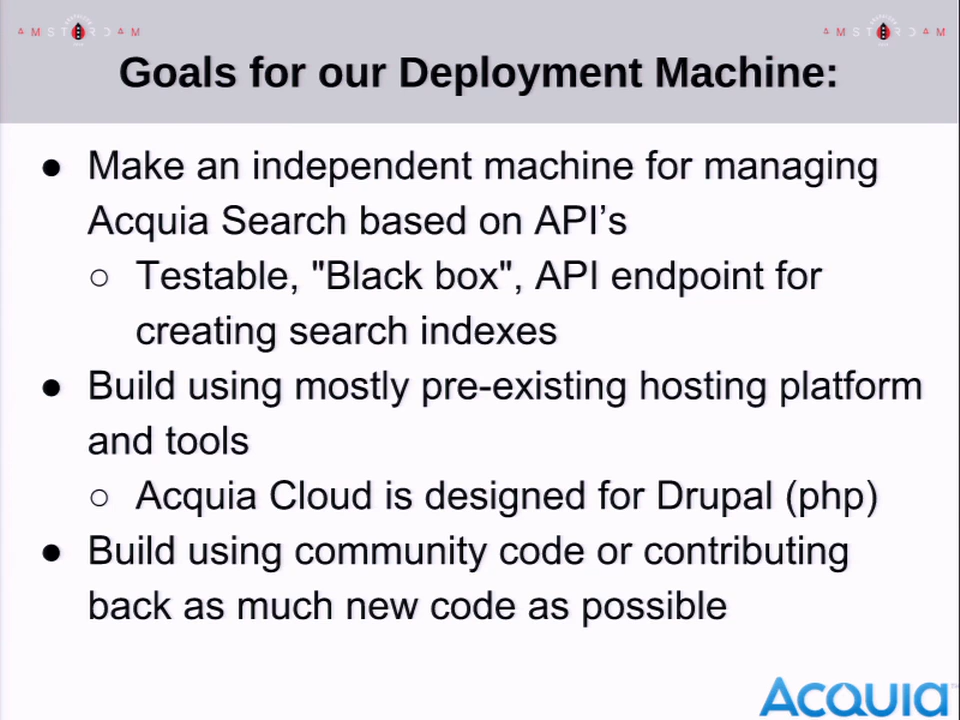 AMSTERDAM
AMSTERDAM
Goals for our Deployment Machine:
● Make an independent machine for managing
Acquia Search based on API’s
○ Testable, "Black box", API endpoint for
creating search indexes
● Build using mostly pre-existing hosting platform
and tools
○ Acquia Cloud is designed for Drupal (php)
● Build using community code or contributing
back as much new code as possible
Acquia